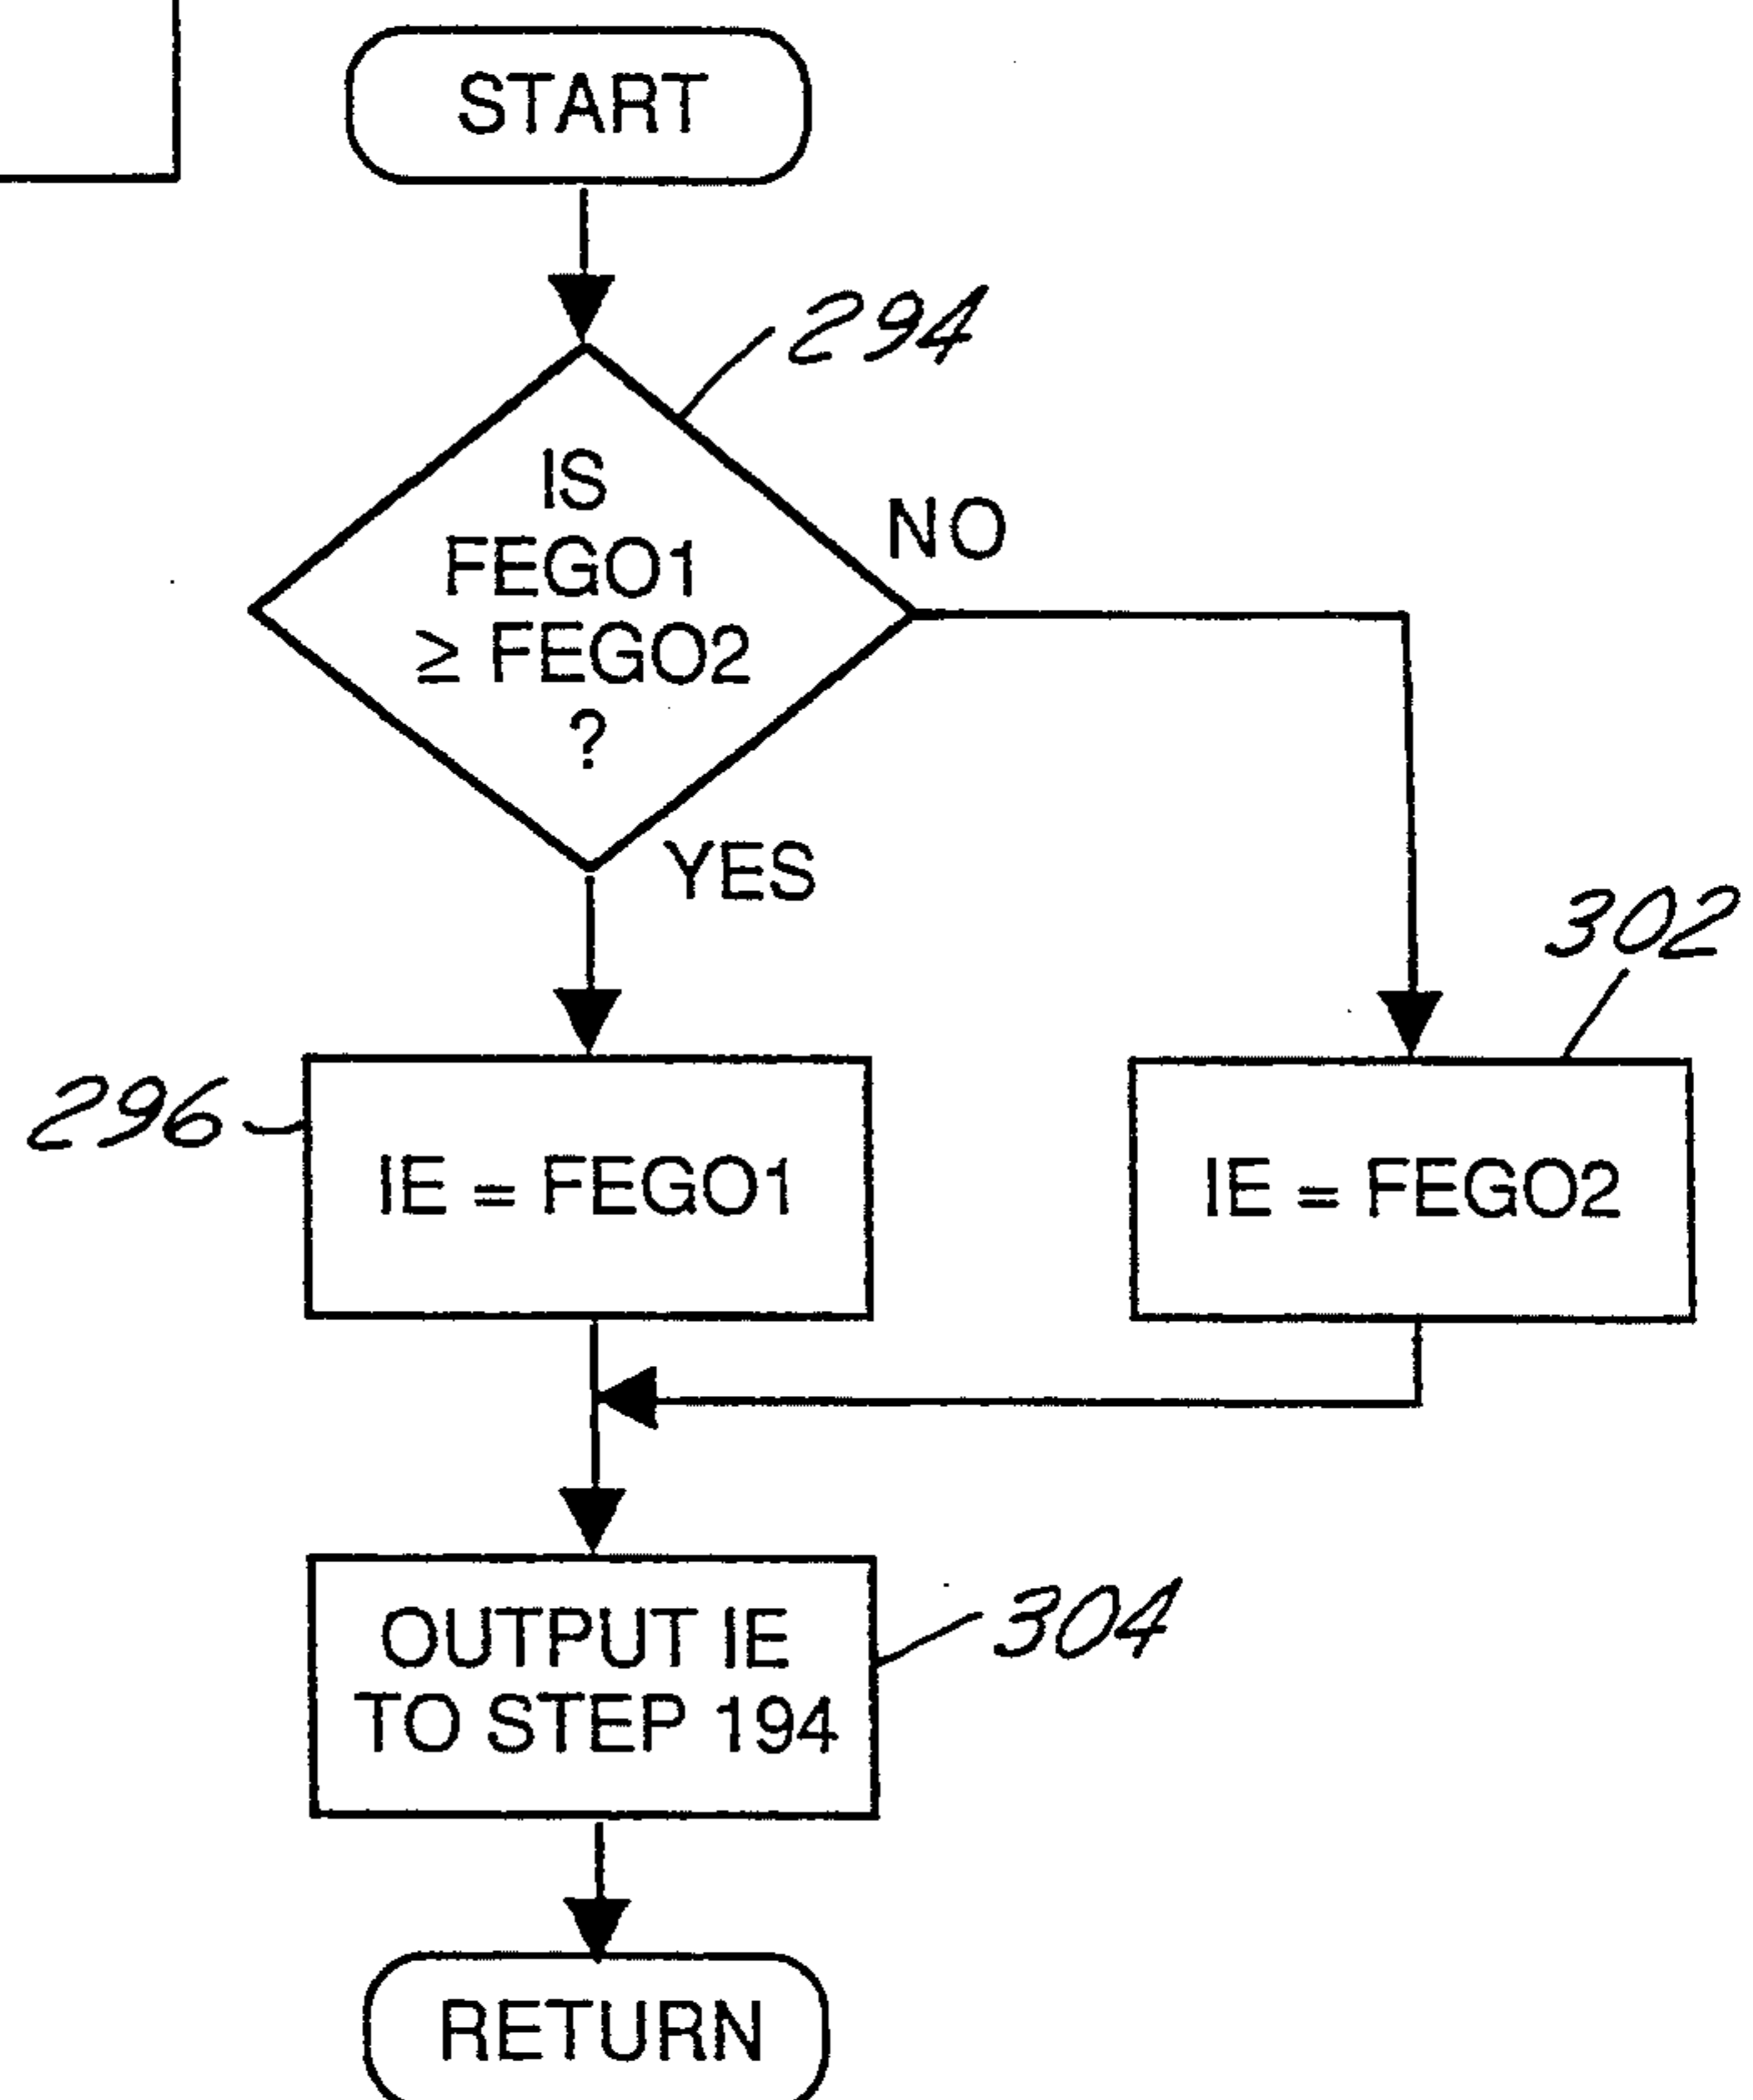 START
294
IS
FEGO1
≥ FEGO2
?
NO
YES
302
296
IE = FEGO1
IE = FEGO2
OUTPUT IE
TO STEP 194
304
RETURN